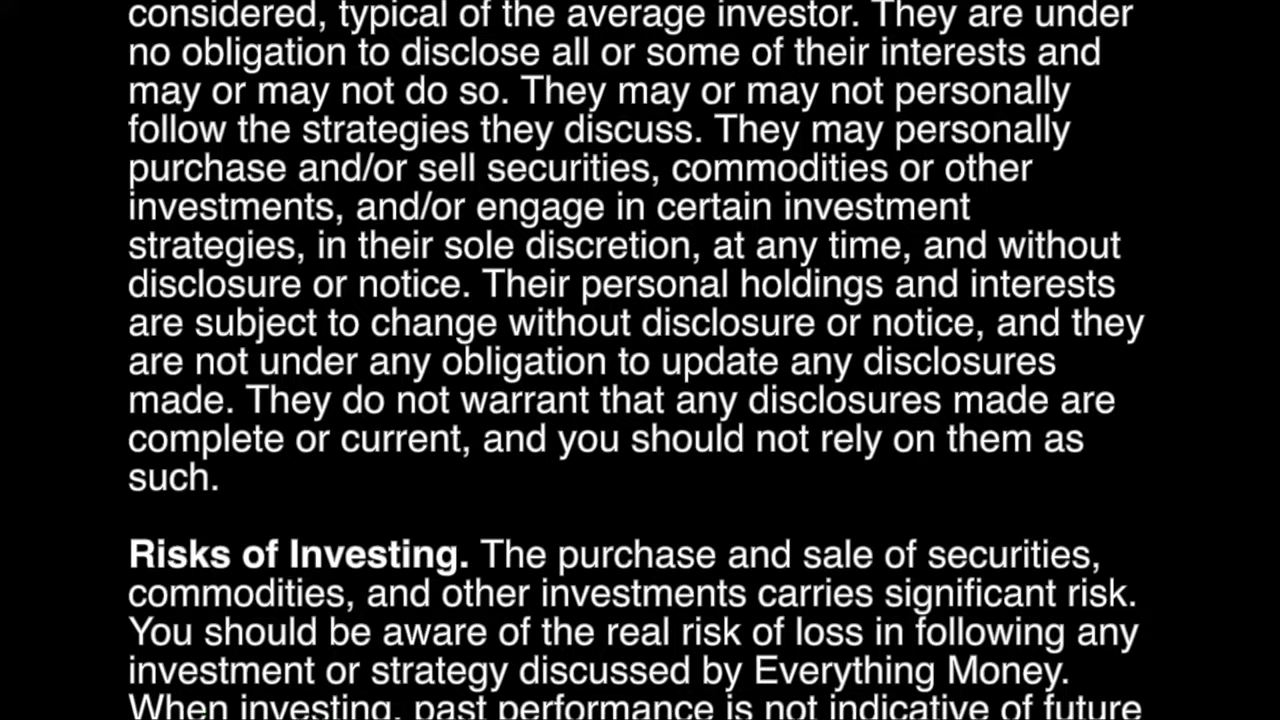 considered, typical of the average investor. They are under
no obligation to disclose all or some of their interests and
may or may not do so. They may or may not personally
follow the strategies they discuss. They may personally
purchase and/or sell securities, commodities or other
investments, and/or engage in certain investment
strategies, in their sole discretion, at any time, and without
disclosure or notice. Their personal holdings and interests
are subject to change without disclosure or notice, and they
are not under any obligation to update any disclosures
made. They do not warrant that any disclosures made are
complete or current, and you should not rely on them as
such.
Risks of Investing. The purchase and sale of securities,
commodities, and other investments carries significant risk.
You should be aware of the real risk of loss in following any
investment or strategy discussed by Everything Money.
When investing, past performance is not indicative of future